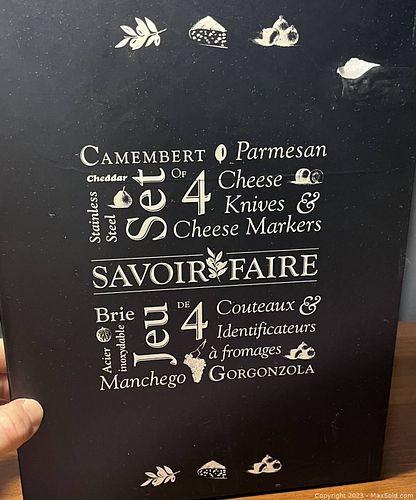 CAMEMBERT Parmesan
Cheddar
Stainless
Steel
Set
OF
4
Cheese
Knives &
Cheese Markers
SAVOIR FAIRE
Brie
Acier
inoxydable
Jeu
DE
4
Couteaux &
Identificateurs
à fromages
Manchego GORGONZOLA
Copyright 2023 - MaxSold.com